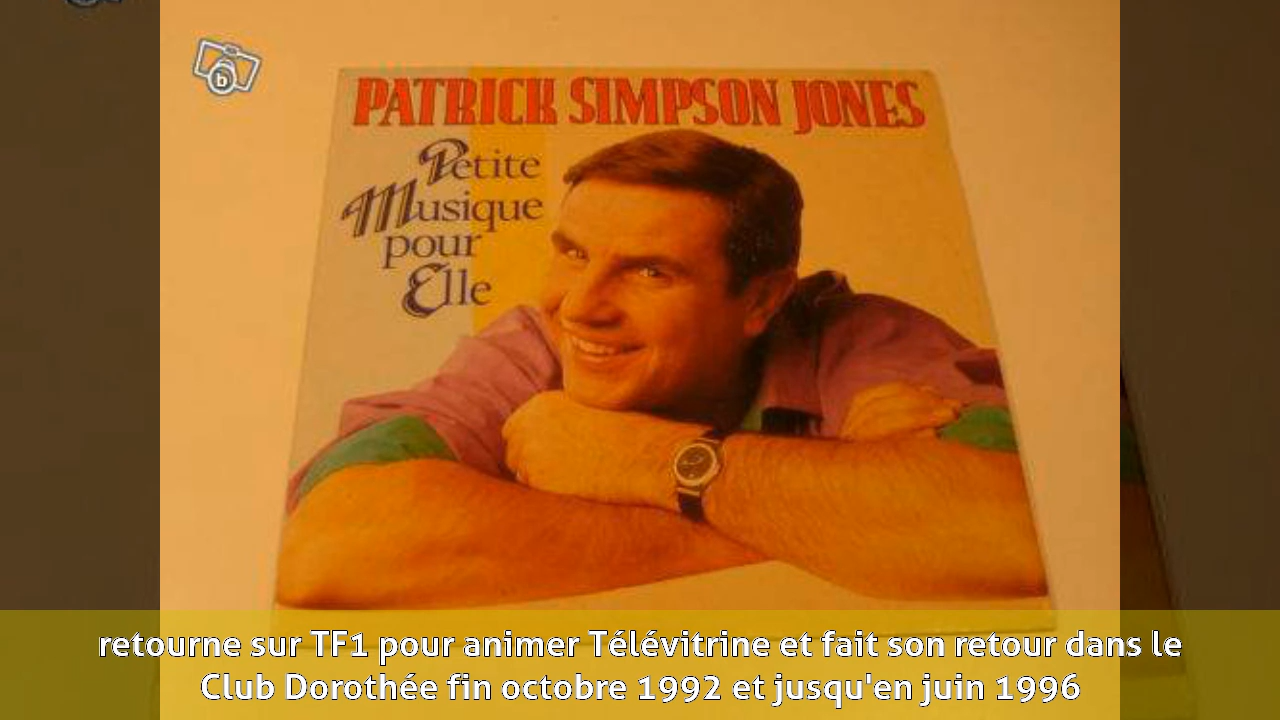 PATRICK SIMPSON JONES
Petite
Musique
pour
Elle
b
retourne sur TF1 pour animer Télévitrine et fait son retour dans le
Club Dorothée fin octobre 1992 et jusqu'en juin 1996